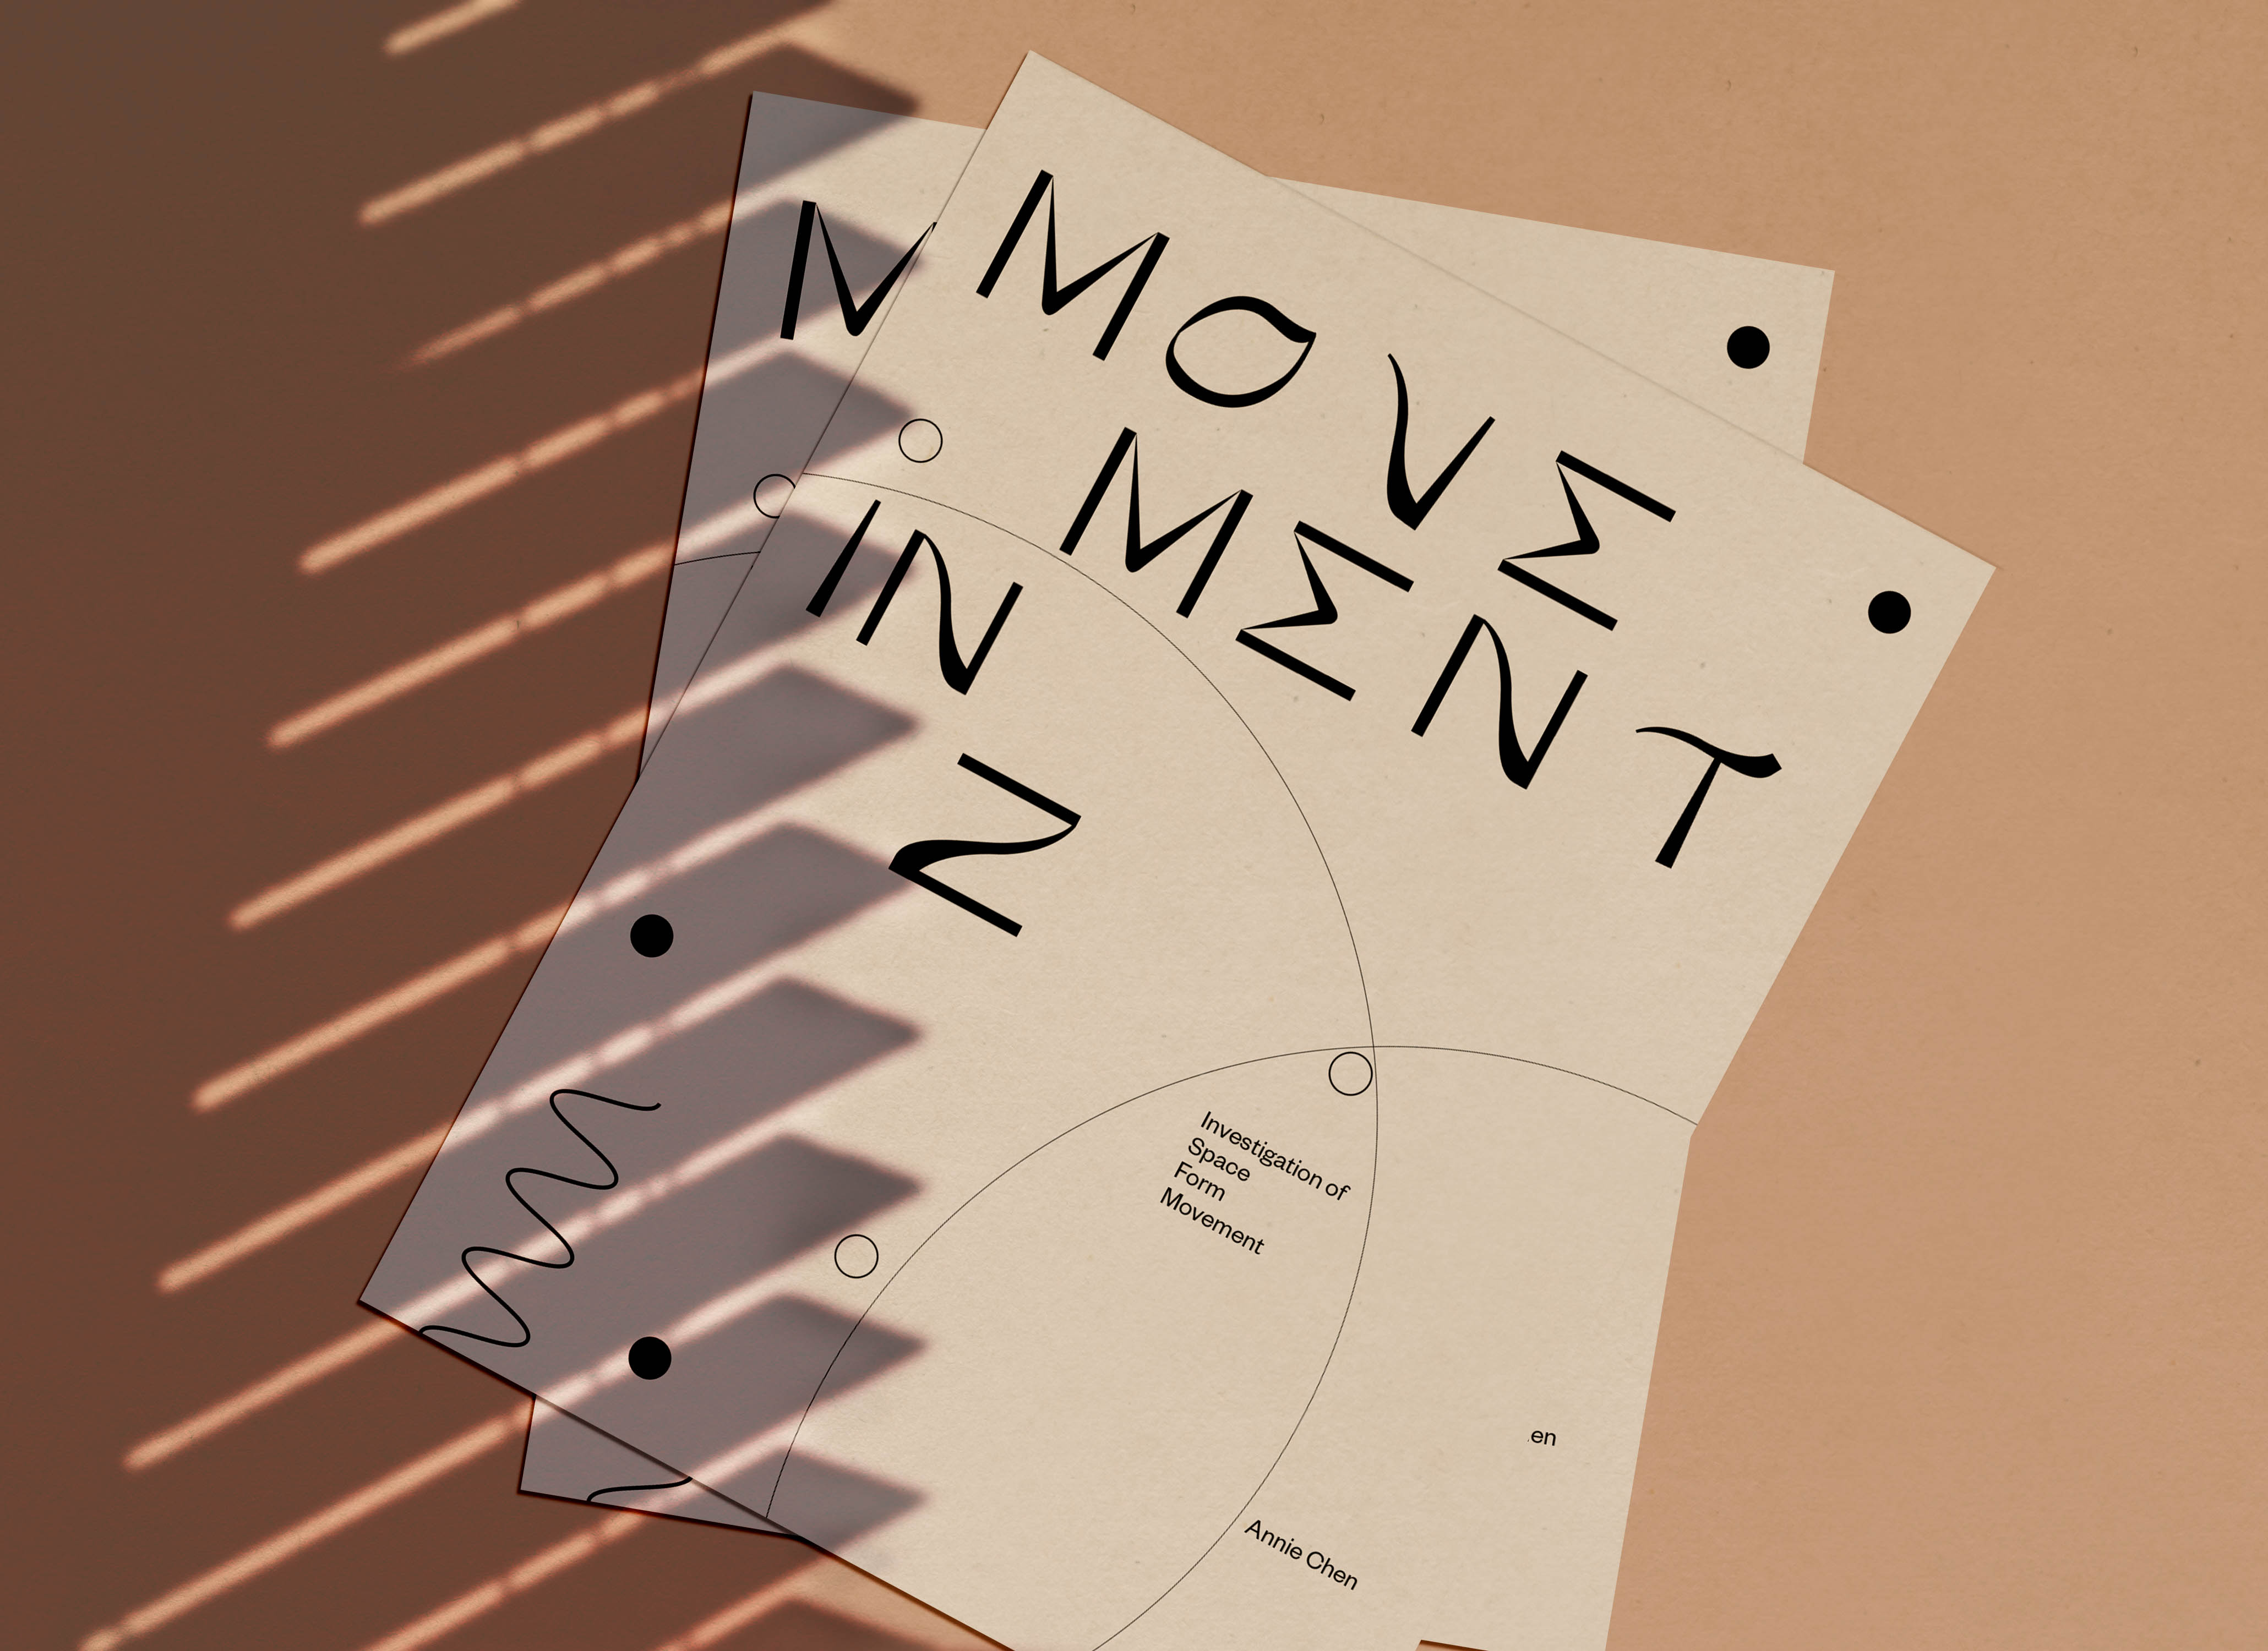 M
MOVE
MENT
IN
Z
Investigation of
Space
Form
Movement
en
Annie Chen